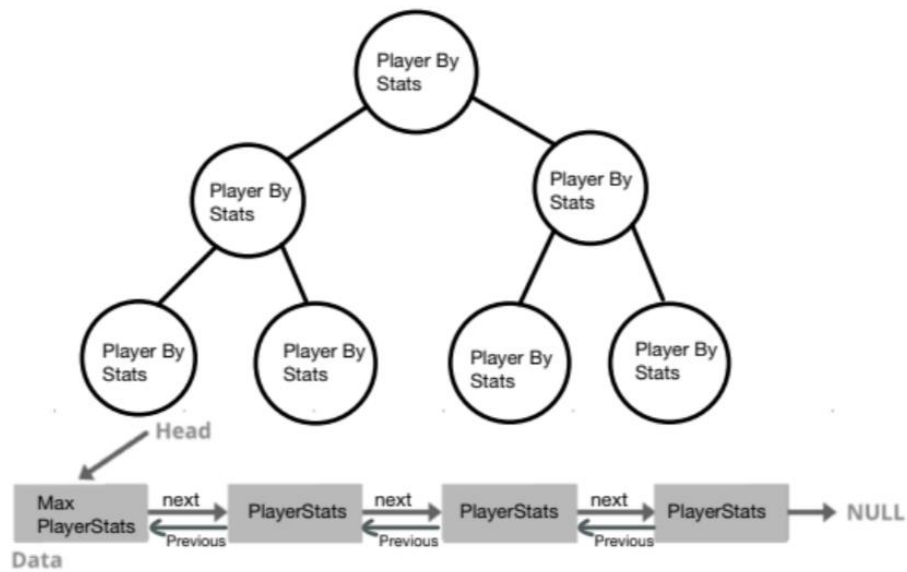 Player By
Stats
Player By
Stats
Player By
Stats
Player By
Stats
Player By
Stats
Player By
Stats
Player By
Stats
Head
Max
PlayerStats
next
Previous
PlayerStats
next
Previous
PlayerStats
next
Previous
PlayerStats
NULL
Data